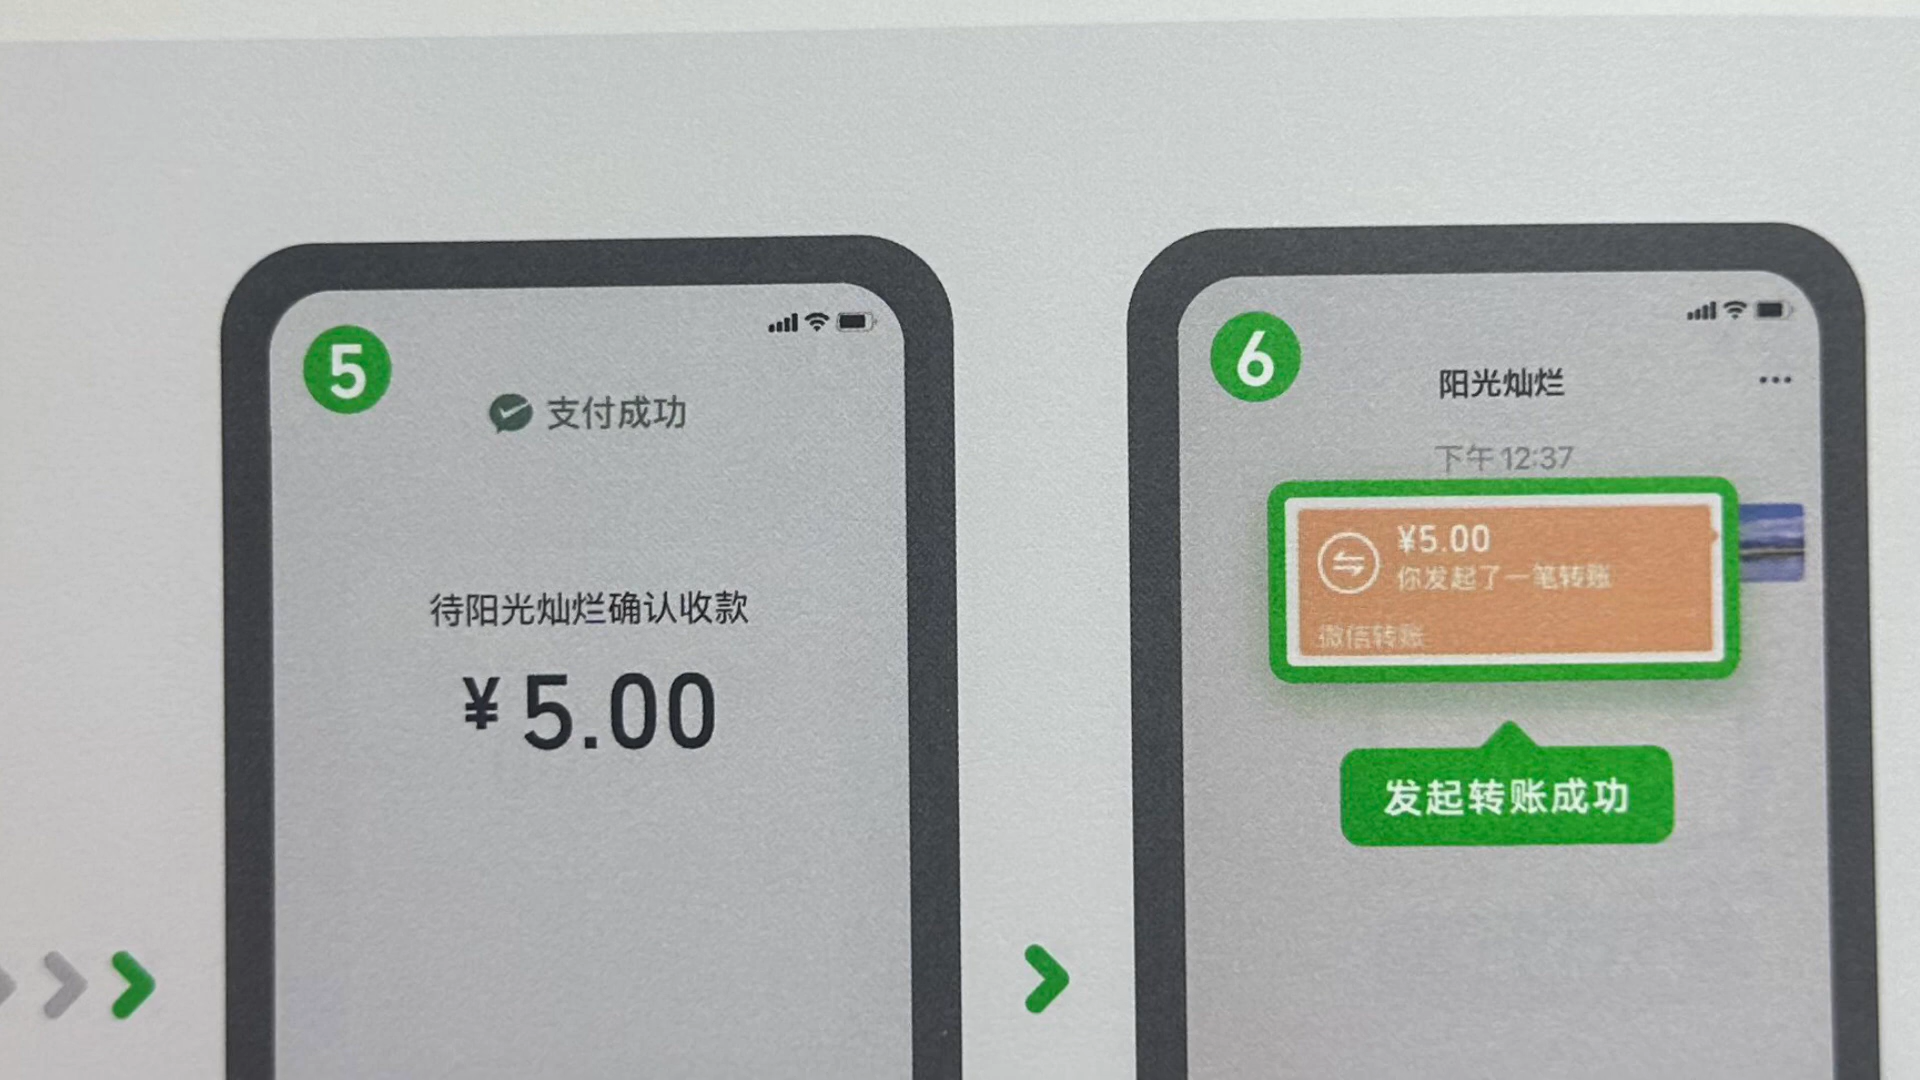 5
支付成功
待阳光灿烂确认收款
¥5.00
6
阳光灿烂
下午12:37
¥5.00
你发起了一笔转账
微信转账
发起转账成功